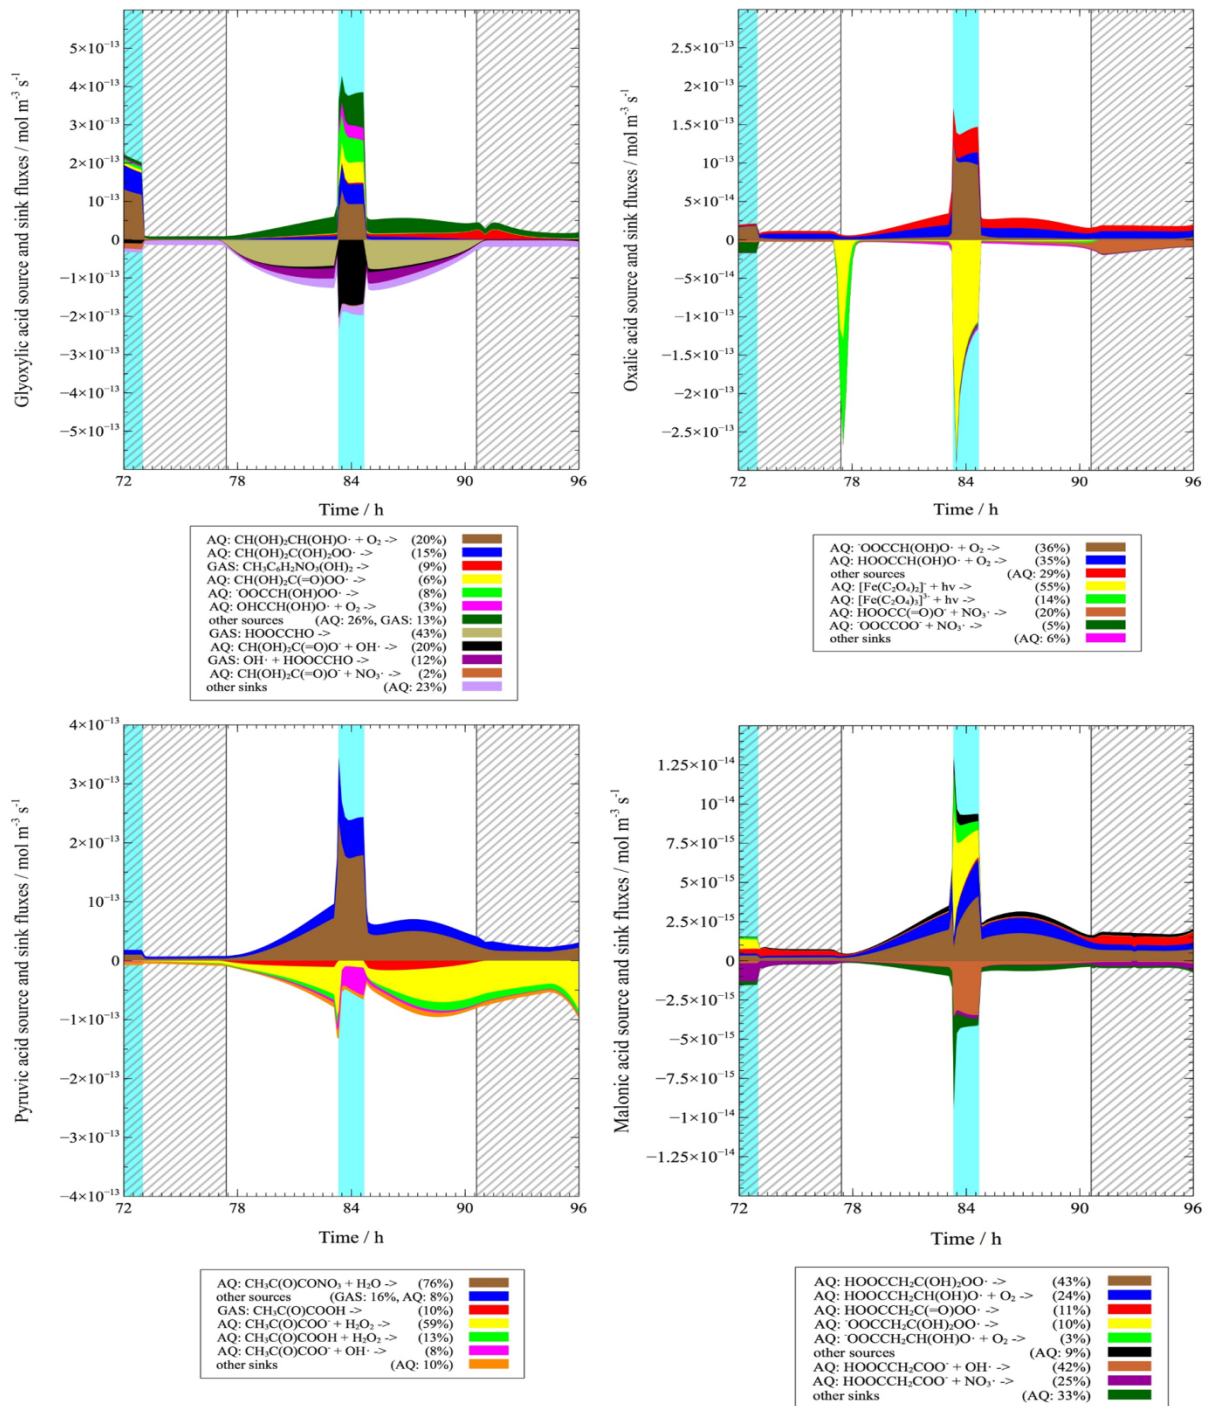 Glyoxylic acid source and sink fluxes / mol m⁻³ s⁻¹
5×10⁻¹³
4×10⁻¹³
3×10⁻¹³
2×10⁻¹³
1×10⁻¹³
0
−1×10⁻¹³
−2×10⁻¹³
−3×10⁻¹³
−4×10⁻¹³
−5×10⁻¹³
72 78 84 90 96
Time / h
AQ: CH(OH)₂CH(OH)O· + O₂ -> (20%)
AQ: CH(OH)₂C(OH)₂OO· -> (15%)
GAS: CH₃C₆H₂NO₃(OH)₂ -> (9%)
AQ: CH(OH)₂C(=O)OO· -> (6%)
AQ: ⁻OOCCH(OH)OO· -> (8%)
AQ: OHCCH(OH)O· + O₂ -> (3%)
other sources (AQ: 26%, GAS: 13%)
GAS: HOOCCHO -> (43%)
AQ: CH(OH)₂C(=O)O⁻ + OH· -> (20%)
GAS: OH· + HOOCCHO -> (12%)
AQ: CH(OH)₂C(=O)O⁻ + NO₃· -> (2%)
other sinks (AQ: 23%)
Oxalic acid source and sink fluxes / mol m⁻³ s⁻¹
2.5×10⁻¹³
2×10⁻¹³
1.5×10⁻¹³
10⁻¹³
5×10⁻¹⁴
0
−5×10⁻¹⁴
−1×10⁻¹³
−1.5×10⁻¹³
−2×10⁻¹³
−2.5×10⁻¹³
72 78 84 90 96
Time / h
AQ: ⁻OOCCH(OH)O· + O₂ -> (36%)
AQ: HOOCCH(OH)O· + O₂ -> (35%)
other sources (AQ: 29%)
AQ: [Fe(C₂O₄)₂]⁻ + hν -> (55%)
AQ: [Fe(C₂O₄)₃]³⁻ + hν -> (14%)
AQ: HOOCC(=O)O⁻ + NO₃· -> (20%)
AQ: ⁻OOCCOO⁻ + NO₃· -> (5%)
other sinks (AQ: 6%)
Pyruvic acid source and sink fluxes / mol m⁻³ s⁻¹
4×10⁻¹³
3×10⁻¹³
2×10⁻¹³
10⁻¹³
0
−1×10⁻¹³
−2×10⁻¹³
−3×10⁻¹³
−4×10⁻¹³
72 78 84 90 96
Time / h
AQ: CH₃C(O)CONO₃ + H₂O -> (76%)
other sources (GAS: 16%, AQ: 8%)
GAS: CH₃C(O)COOH -> (10%)
AQ: CH₃C(O)COO⁻ + H₂O₂ -> (59%)
AQ: CH₃C(O)COOH + H₂O₂ -> (13%)
AQ: CH₃C(O)COO⁻ + OH· -> (8%)
other sinks (AQ: 10%)
Malonic acid source and sink fluxes / mol m⁻³ s⁻¹
1.25×10⁻¹⁴
10⁻¹⁴
7.5×10⁻¹⁵
5×10⁻¹⁵
2.5×10⁻¹⁵
0
−2.5×10⁻¹⁵
−5×10⁻¹⁵
−7.5×10⁻¹⁵
−1×10⁻¹⁴
−1.25×10⁻¹⁴
72 78 84 90 96
Time / h
AQ: HOOCCH₂C(OH)₂OO· -> (43%)
AQ: HOOCCH₂CH(OH)O· + O₂ -> (24%)
AQ: HOOCCH₂C(=O)OO· -> (11%)
AQ: ⁻OOCCH₂C(OH)₂OO· -> (10%)
AQ: ⁻OOCCH₂CH(OH)O· + O₂ -> (3%)
other sources (AQ: 9%)
AQ: HOOCCH₂COO⁻ + OH· -> (42%)
AQ: HOOCCH₂COO⁻ + NO₃· -> (25%)
other sinks (AQ: 33%)